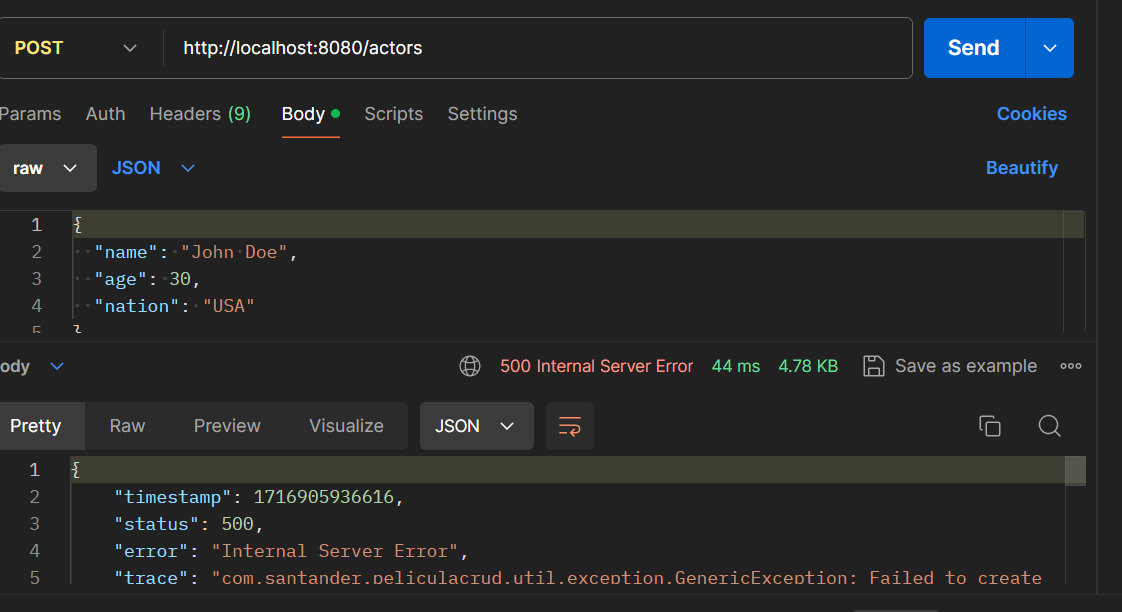 POST http://localhost:8080/actors Send
Params Auth Headers (9) Body Scripts Settings Cookies
raw JSON Beautify
1 {
2 "name": "John Doe",
3 "age": 30,
4 "nation": "USA"
5 }
ody 500 Internal Server Error 44 ms 4.78 KB Save as example
Pretty Raw Preview Visualize JSON
1 {
2 "timestamp": 1716905936616,
3 "status": 500,
4 "error": "Internal Server Error",
5 "trace": "com.santander.peliculacrud.util.exception.GenericException: Failed to create